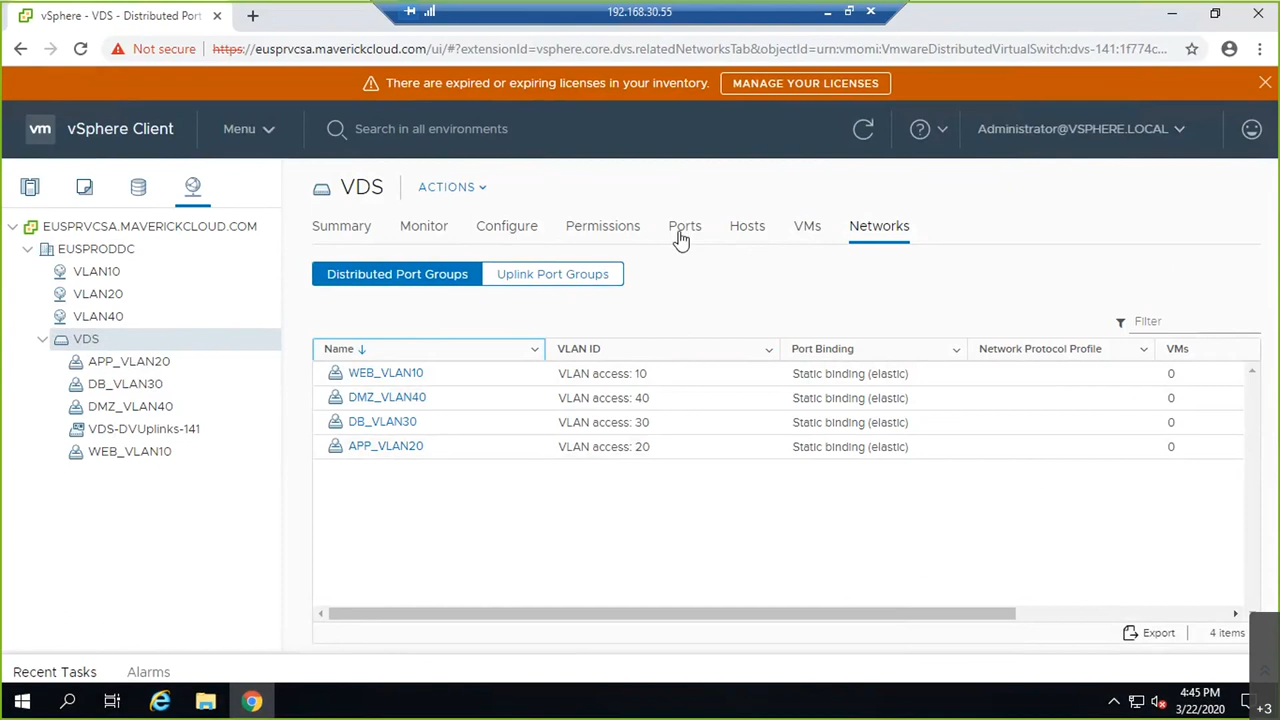 vSphere - VDS - Distributed Port
192.168.30.55
Not secure
https://eusprvcsa.maverickcloud.com/ui/#?extensionId=vsphere.core.dvs.relatedNetworksTab&objectId=urn:vmomi:VmwareDistributedVirtualSwitch:dvs-141:1f774c...
There are expired or expiring licenses in your inventory.
MANAGE YOUR LICENSES
vm vSphere Client
Menu
Search in all environments
Administrator@VSPHERE.LOCAL
EUSPRVCSA.MAVERICKCLOUD.COM
EUSPRODDC
VLAN10
VLAN20
VLAN40
VDS
APP_VLAN20
DB_VLAN30
DMZ_VLAN40
VDS-DVUplinks-141
WEB_VLAN10
VDS
ACTIONS
Summary Monitor Configure Permissions Ports Hosts VMs Networks
Distributed Port Groups Uplink Port Groups
Filter
Name VLAN ID Port Binding Network Protocol Profile VMs
WEB_VLAN10 VLAN access: 10 Static binding (elastic) 0
DMZ_VLAN40 VLAN access: 40 Static binding (elastic) 0
DB_VLAN30 VLAN access: 30 Static binding (elastic) 0
APP_VLAN20 VLAN access: 20 Static binding (elastic) 0
Export 4 items
Recent Tasks Alarms
4:45 PM
3/22/2020
+3